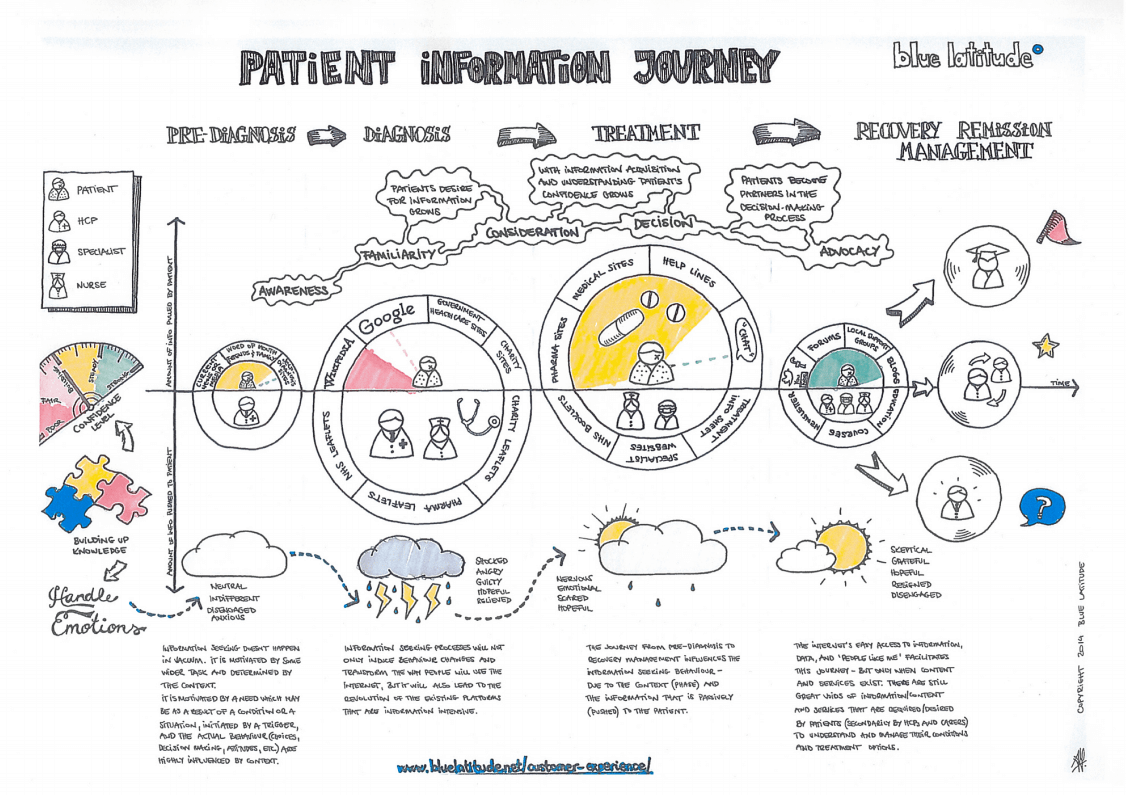 PATIENT INFORMATION JOURNEY
blue latitude
PRE-DIAGNOSIS
DIAGNOSIS
TREATMENT
RECOVERY REMISSION
MANAGEMENT
PATIENT
HCP
SPECIALIST
NURSE
PATIENTS DESIRE
FOR INFORMATION
GROWS
WITH INFORMATION AQUISITION
AND UNDERSTANDING PATIENT'S
CONFIDENCE GROWS
PATIENTS BECOME
PARTNERS IN THE
DECISION-MAKING
PROCESS
AWARENESS
FAMILIARITY
CONSIDERATION
DECISION
ADVOCACY
AMOUNT OF INFO PULLED BY PATIENT
AMOUNT OF INFO PUSHED TO PATIENT
TIME
POOR
FAIR
STEADY
STRONG
CONFIDENCE
LEVEL
WORD OF MOUTH
FRIENDS & FAMILY
WIKIPEDIA
Google
GOVERNMENT
HEALTHCARE SITES
CHARITY
SITES
CHARITY LEAFLETS
PHARMA LEAFLETS
NHS LEAFLETS
PHARMA SITES
MEDICAL SITES
HELP LINES
CHAT
TREATMENT
INFO SHEET
SPECIALIST
WEBSITES
NHS BOOKLETS
FORUMS
LOCAL SUPPORT
GROUPS
BLOGS
EDUCATION
COURSES
NEWSLETTER
BUILDING UP
KNOWLEDGE
Handle
Emotions
NEUTRAL
INDIFFERENT
DISENGAGED
ANXIOUS
SHOCKED
ANGRY
GUILTY
HOPEFUL
RELIEVED
NERVOUS
EMOTIONAL
SCARED
HOPEFUL
SKEPTICAL
GRATEFUL
HOPEFUL
RESIGNED
DISENGAGED
?
INFORMATION SEEKING DOESN'T HAPPEN
IN VACUUM. IT IS MOTIVATED BY SOME
WIDER TASK AND DETERMINED BY
THE CONTEXT.
IT IS MOTIVATED BY A NEED WHICH MAY
BE AS A RESULT OF A CONDITION OR A
SITUATION, INITIATED BY A TRIGGER,
AND THE ACTUAL BEHAVIOUR (CHOICES,
DECISION MAKING, ATTITUDES, ETC) ARE
HIGHLY INFLUENCED BY CONTEXT.
INFORMATION SEEKING PROCESSES WILL NOT
ONLY INDUCE BEHAVIOUR CHANGES AND
TRANSFORM THE WAY PEOPLE WILL USE THE
INTERNET, BUT IT WILL ALSO LEAD TO THE
REVOLUTION OF THE EXISTING PLATFORMS
THAT ARE INFORMATION INTENSIVE.
THE JOURNEY FROM PRE-DIAGNOSIS TO
RECOVERY MANAGEMENT INFLUENCES THE
INFORMATION SEEKING BEHAVIOUR -
DUE TO THE CONTEXT (PHASE) AND
THE INFORMATION THAT IS PASSIVELY
(PUSHED) TO THE PATIENT.
THE INTERNET'S EASY ACCESS TO INFORMATION,
DATA, AND 'PEOPLE LIKE ME' FACILITATES
THIS JOURNEY - BUT ONLY WHEN CONTENT
AND SERVICES EXIST. THERE ARE STILL
GREAT VOIDS OF INFORMATION/CONTENT
AND SERVICES THAT ARE REQUIRED/DESIRED
BY PATIENTS (SECONDARILY BY HCPS AND CARERS)
TO UNDERSTAND AND MANAGE THEIR CONDITIONS
AND TREATMENT OPTIONS.
www.bluelatitude.net/customer-experience/
COPYRIGHT 2014 BLUE LATITUDE